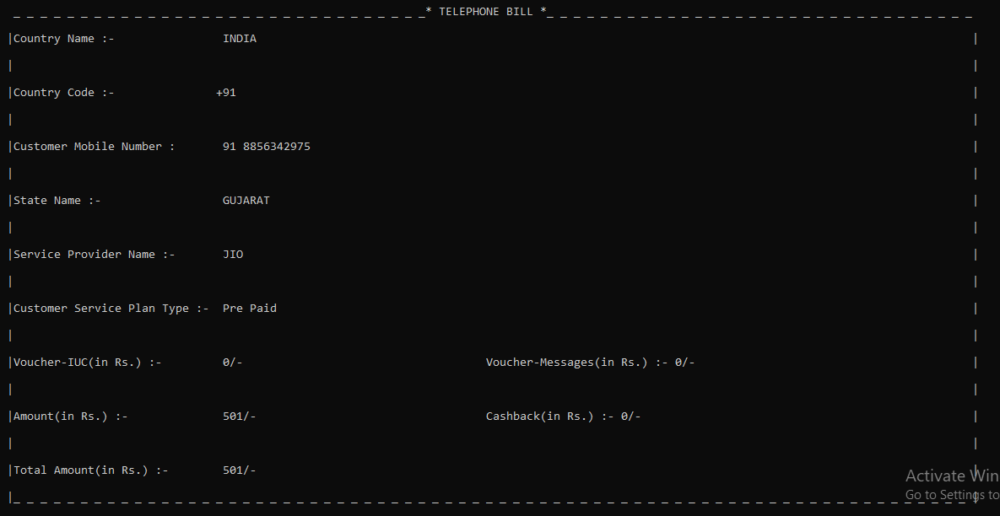 _ _ _ _ _ _ _ _ _ _ _ _ _ _ _ _ _ _ _ _ _ _ _ _ _ _ _ _ _ _ _* TELEPHONE BILL *_ _ _ _ _ _ _ _ _ _ _ _ _ _ _ _ _ _ _ _ _ _ _ _ _ _ _ _ _ _ _ _
|Country Name :- INDIA |
| |
|Country Code :- +91 |
| |
|Customer Mobile Number : 91 8856342975 |
| |
|State Name :- GUJARAT |
| |
|Service Provider Name :- JIO |
| |
|Customer Service Plan Type :- Pre Paid |
| |
|Voucher-IUC(in Rs.) :- 0/- Voucher-Messages(in Rs.) :- 0/- |
| |
|Amount(in Rs.) :- 501/- Cashback(in Rs.) :- 0/- |
| |
|Total Amount(in Rs.) :- 501/- |
|_ _ _ _ _ _ _ _ _ _ _ _ _ _ _ _ _ _ _ _ _ _ _ _ _ _ _ _ _ _ _ _ _ _ _ _ _ _ _ _ _ _ _ _ _ _ _ _ _ _ _ _ _ _ _ _ _ _ _ _ _ _ _ _ _ _ _ _ _ _ _ |
Activate Win
Go to Settings to